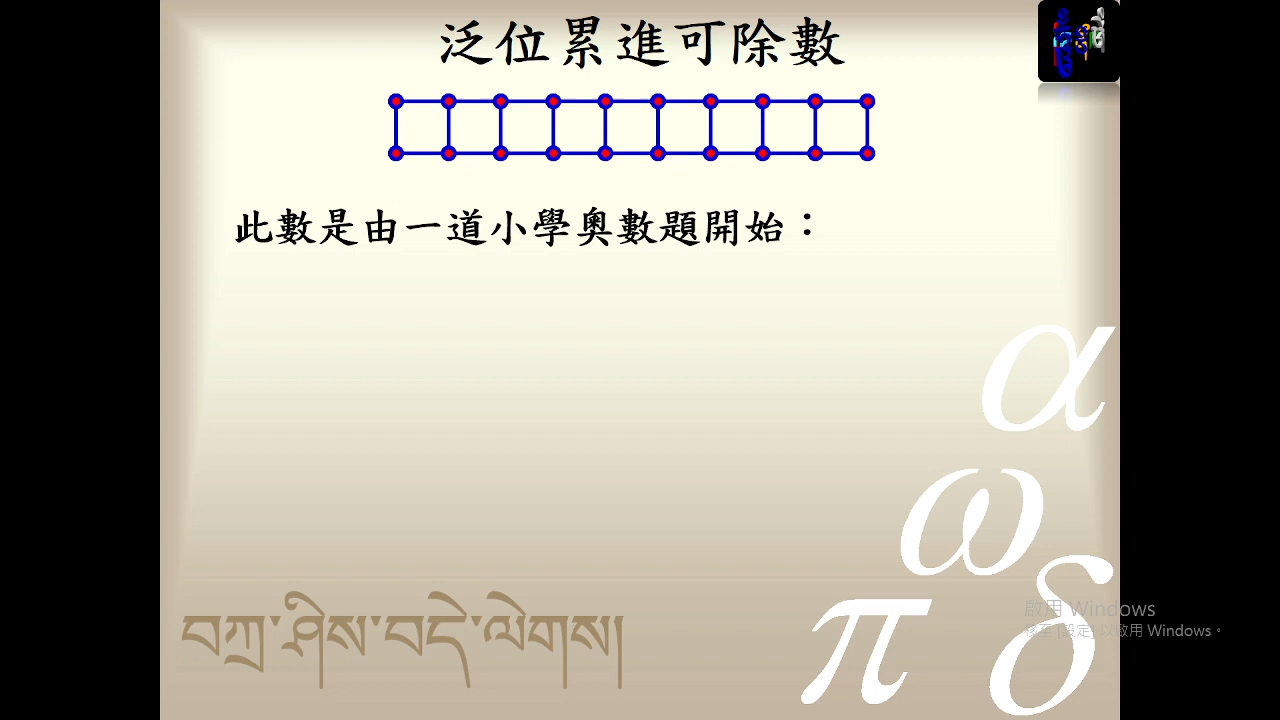 泛位累進可除數
此數是由一道小學奧數題開始：
α
ω
δ
π
啟用 Windows
移至 [設定] 以啟用 Windows。
བཀྲ་ཤིས་བདེ་ལེགས།